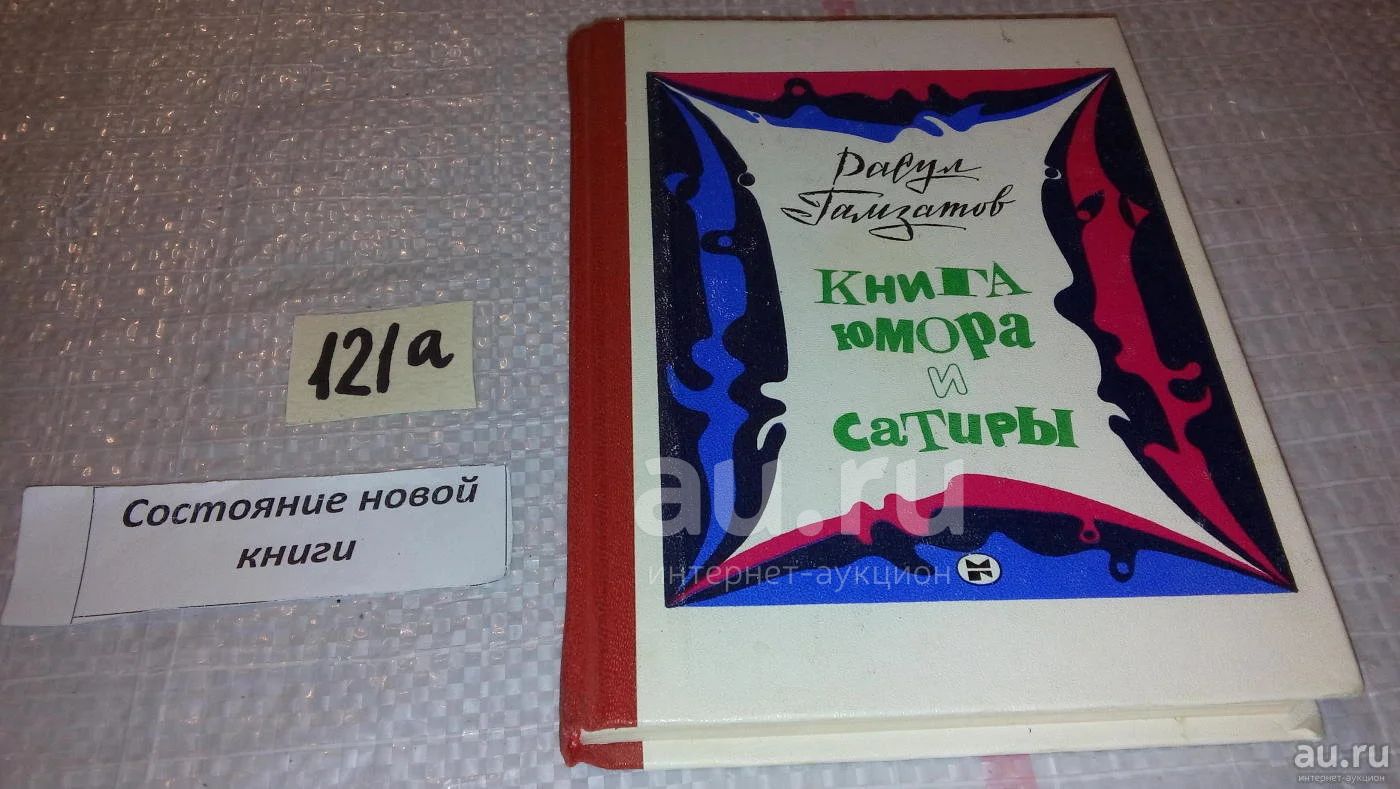 Расул
Гамзатов
КНИГА
ЮМОРА
И
САТИРЫ
121а
Состояние новой
книги
au.ru
интернет-аукцион
au.ru
интернет-аукцион